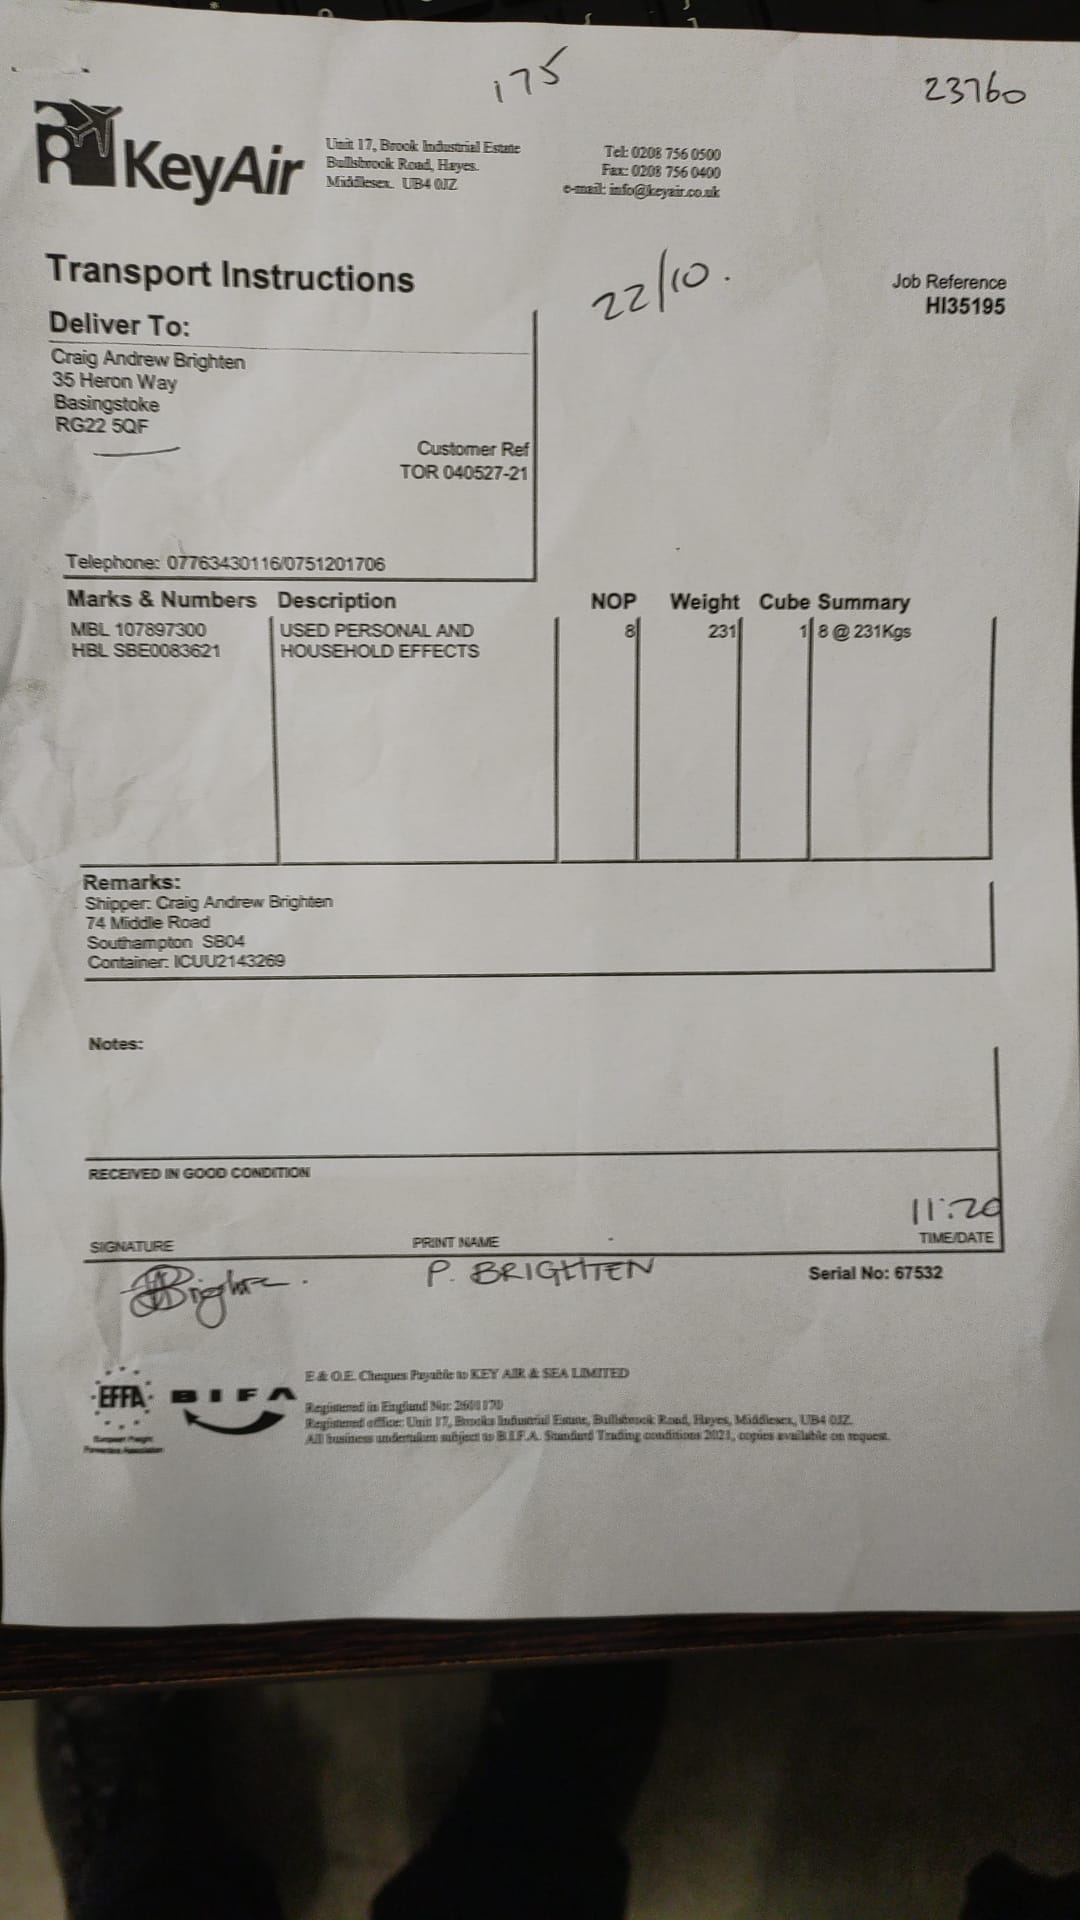 175
23760
KeyAir
Unit 17, Brook Industrial Estate
Bullsbrook Road, Hayes.
Middlesex. UB4 0JZ
Tel: 0208 756 0500
Fax: 0208 756 0400
e-mail: info@keyair.co.uk
Transport Instructions
22/10.
Job Reference
HI35195
Deliver To:
Craig Andrew Brighten
35 Heron Way
Basingstoke
RG22 5QF
Customer Ref
TOR 040527-21
Telephone: 07763430116/0751201706
Marks & Numbers Description NOP Weight Cube Summary
MBL 107897300 USED PERSONAL AND 8 231 1 8 @ 231Kgs
HBL SBE0083621 HOUSEHOLD EFFECTS
Remarks:
Shipper: Craig Andrew Brighten
74 Middle Road
Southampton SB04
Container: ICUU2143269
Notes:
RECEIVED IN GOOD CONDITION
11:20
SIGNATURE PRINT NAME TIME/DATE
P. BRIGHTEN
Serial No: 67532
E & O.E. Cheques Payable to KEY AIR & SEA LIMITED
EFFA BIFA
European Freight
Forwarders Association
Registered in England No: 2601170
Registered office: Unit 17, Brooks Industrial Estate, Bullsbrook Road, Hayes, Middlesex, UB4 0JZ.
All business undertaken subject to B.I.F.A. Standard Trading conditions 2021, copies available on request.